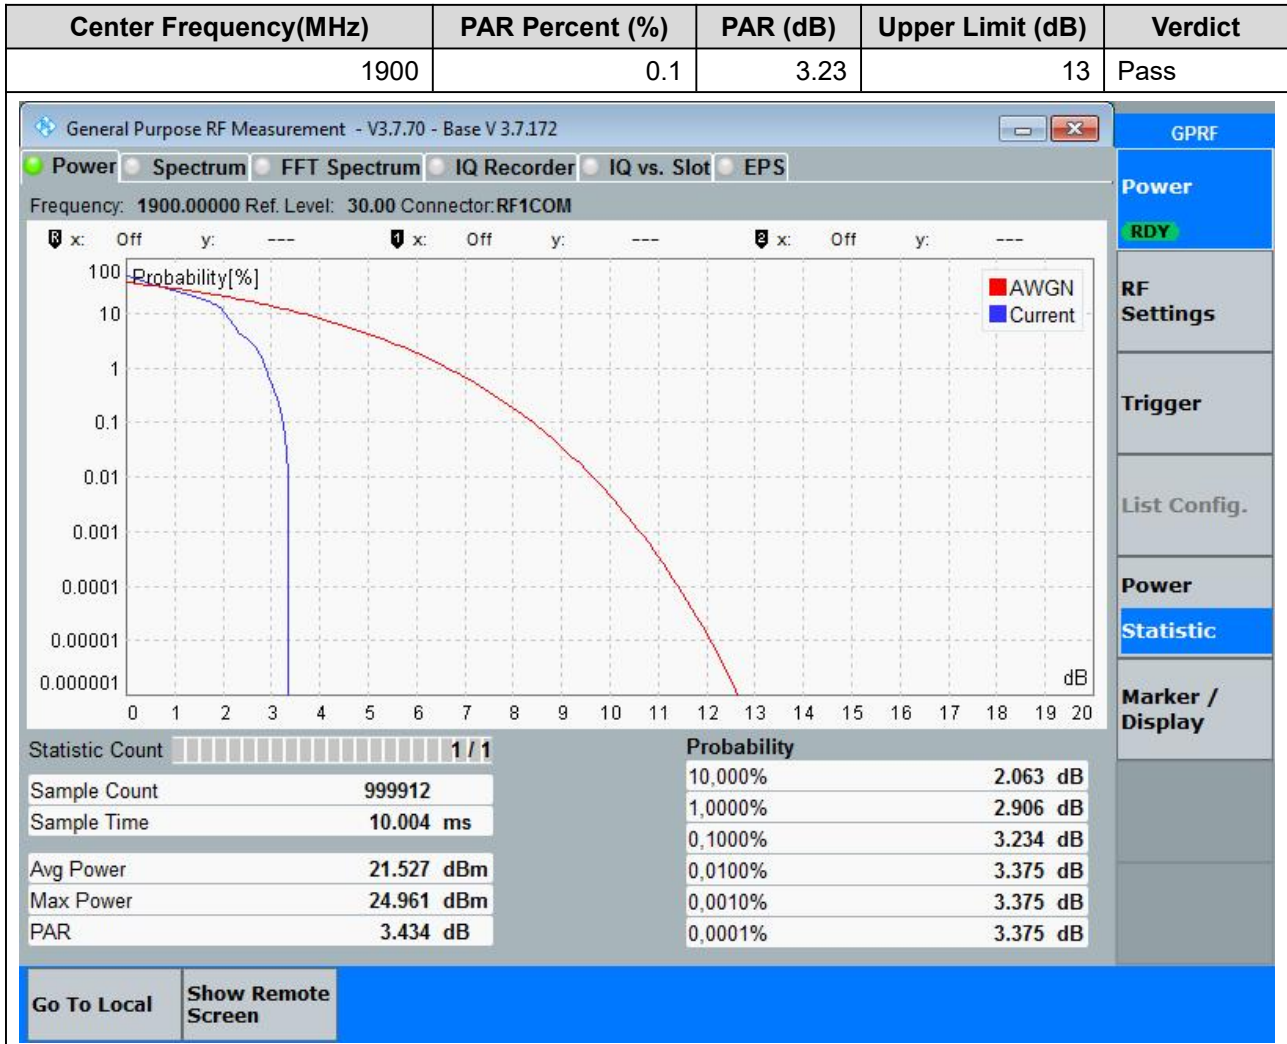 Center Frequency(MHz) PAR Percent (%) PAR (dB) Upper Limit (dB) Verdict
1900 0.1 3.23 13 Pass
General Purpose RF Measurement - V3.7.70 - Base V 3.7.172
GPRF
Power Spectrum FFT Spectrum IQ Recorder IQ vs. Slot EPS
Frequency: 1900.00000 Ref. Level: 30.00 Connector: RF1COM
R x: Off y: --- 1 x: Off y: --- 2 x: Off y: ---
Probability[%]
AWGN
Current
100
10
1
0.1
0.01
0.001
0.0001
0.00001
0.000001
dB
0 1 2 3 4 5 6 7 8 9 10 11 12 13 14 15 16 17 18 19 20
Statistic Count 1 / 1
Sample Count 999912
Sample Time 10.004 ms
Avg Power 21.527 dBm
Max Power 24.961 dBm
PAR 3.434 dB
Probability
10,000% 2.063 dB
1,0000% 2.906 dB
0,1000% 3.234 dB
0,0100% 3.375 dB
0,0010% 3.375 dB
0,0001% 3.375 dB
Power
RDY
RF
Settings
Trigger
List Config.
Power
Statistic
Marker /
Display
Go To Local
Show Remote
Screen